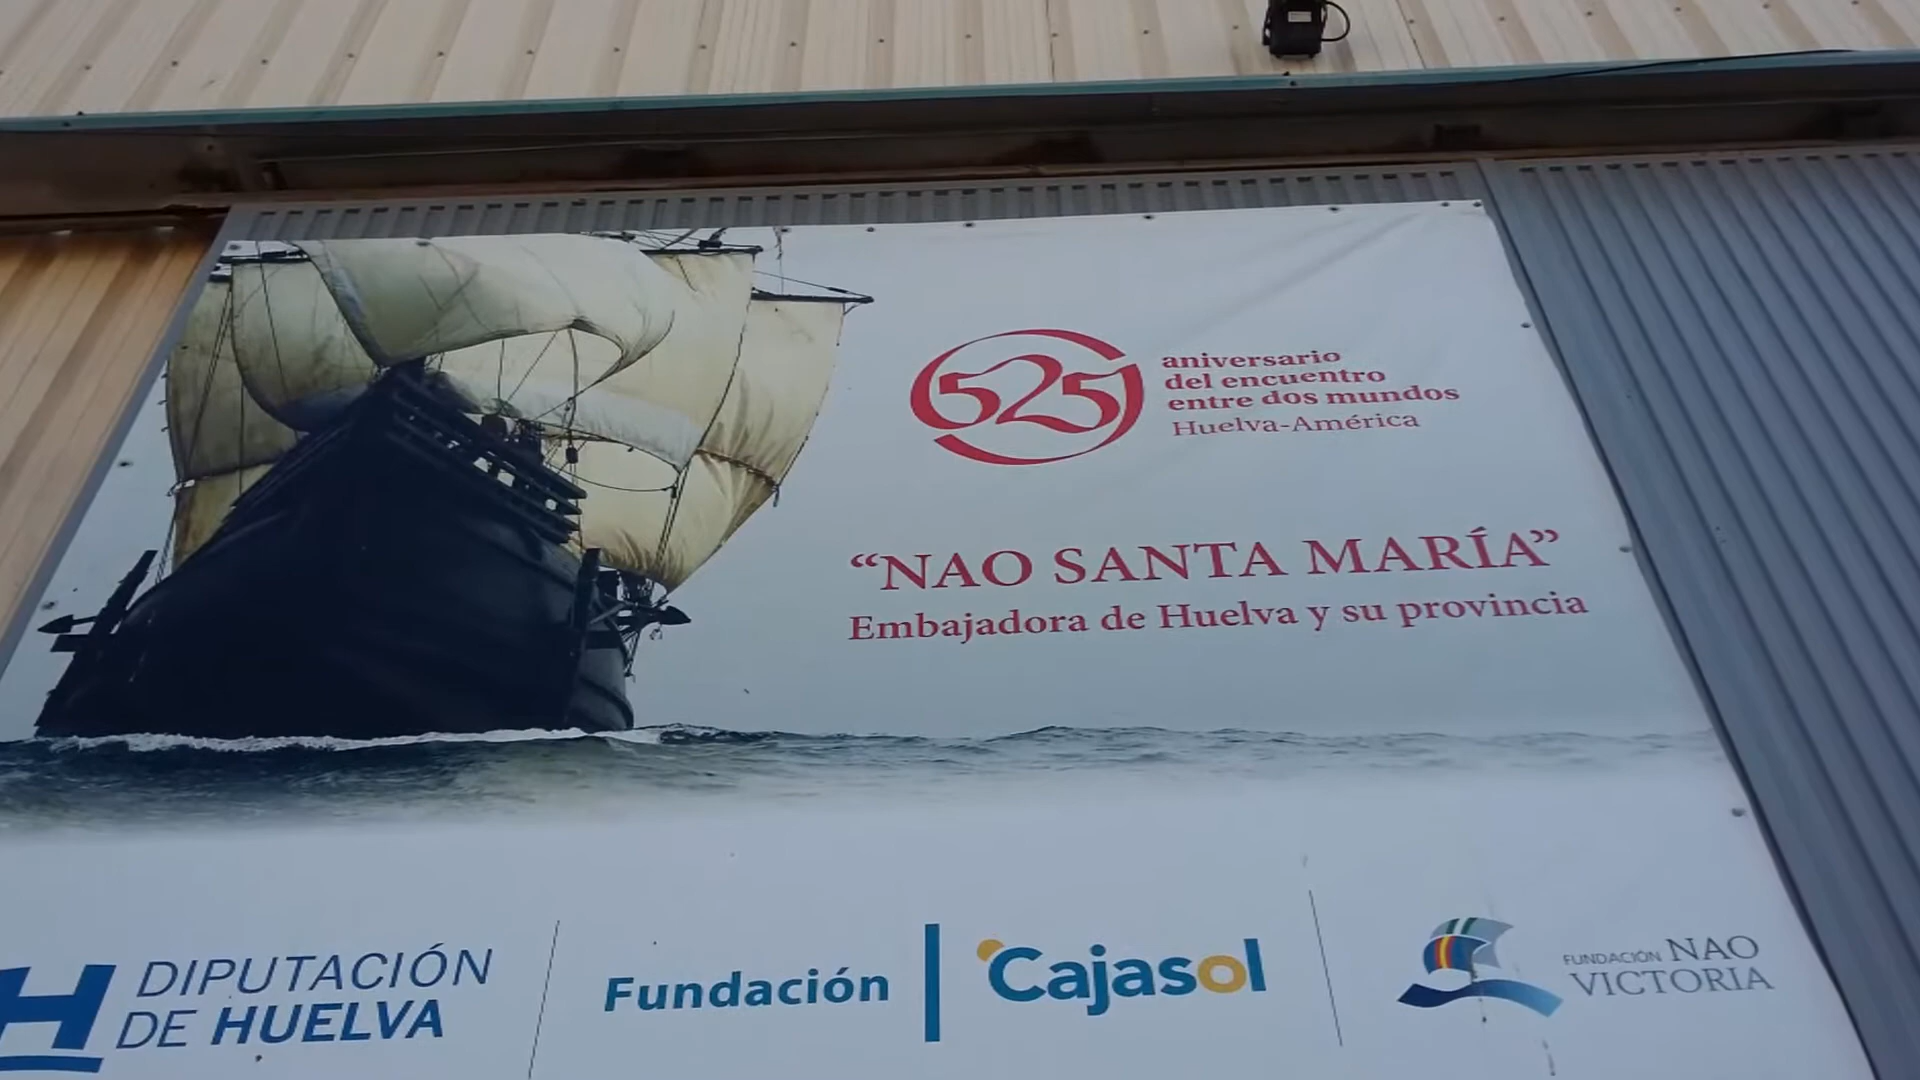 525
aniversario
del encuentro
entre dos mundos
Huelva-América
“NAO SANTA MARÍA”
Embajadora de Huelva y su provincia
H DIPUTACIÓN
DE HUELVA
Fundación | Cajasol
FUNDACIÓN NAO
VICTORIA